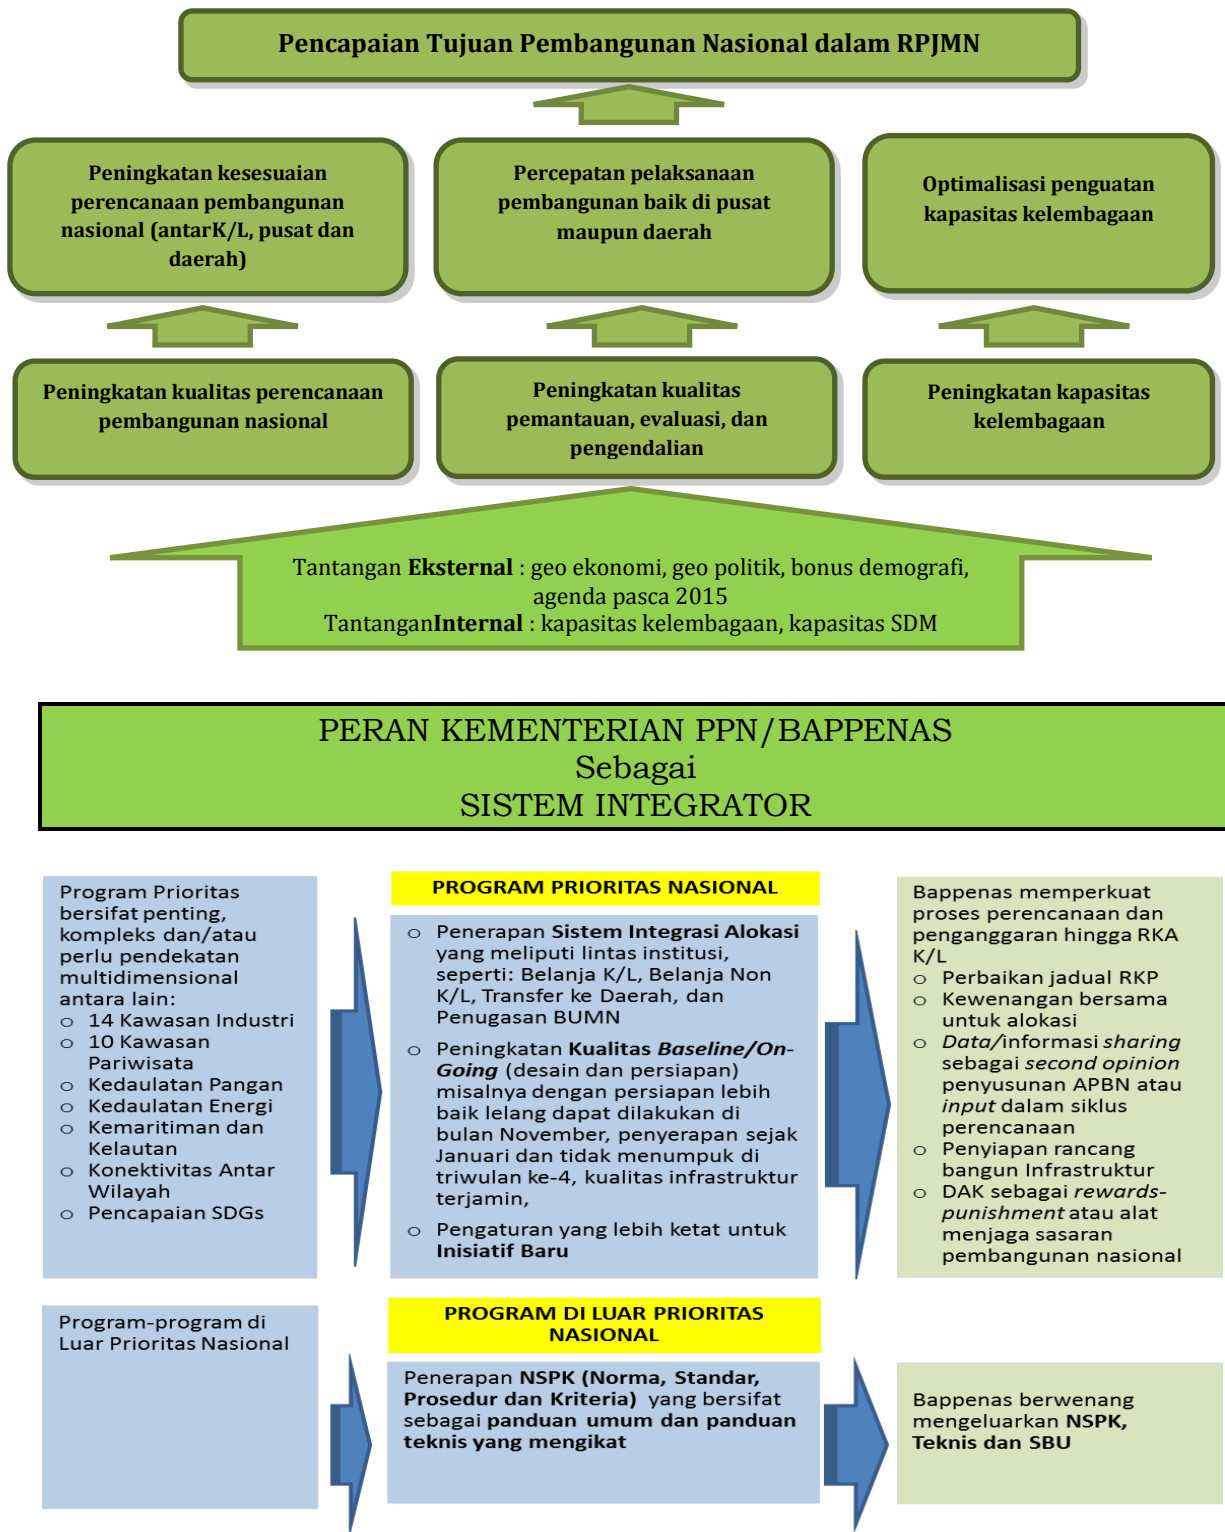 Pencapaian Tujuan Pembangunan Nasional dalam RPJMN
Peningkatan kesesuaian
perencanaan pembangunan
nasional (antarK/L, pusat dan
daerah)
Percepatan pelaksanaan
pembangunan baik di pusat
maupun daerah
Optimalisasi penguatan
kapasitas kelembagaan
Peningkatan kualitas perencanaan
pembangunan nasional
Peningkatan kualitas
pemantauan, evaluasi, dan
pengendalian
Peningkatan kapasitas
kelembagaan
Tantangan Eksternal : geo ekonomi, geo politik, bonus demografi,
agenda pasca 2015
TantanganInternal : kapasitas kelembagaan, kapasitas SDM
PERAN KEMENTERIAN PPN/BAPPENAS
Sebagai
SISTEM INTEGRATOR
Program Prioritas
bersifat penting,
kompleks dan/atau
perlu pendekatan
multidimensional
antara lain:
o 14 Kawasan Industri
o 10 Kawasan
Pariwisata
o Kedaulatan Pangan
o Kedaulatan Energi
o Kemaritiman dan
Kelautan
o Konektivitas Antar
Wilayah
o Pencapaian SDGs
PROGRAM PRIORITAS NASIONAL
o Penerapan Sistem Integrasi Alokasi
yang meliputi lintas institusi,
seperti: Belanja K/L, Belanja Non
K/L, Transfer ke Daerah, dan
Penugasan BUMN
o Peningkatan Kualitas Baseline/On-
Going (desain dan persiapan)
misalnya dengan persiapan lebih
baik lelang dapat dilakukan di
bulan November, penyerapan sejak
Januari dan tidak menumpuk di
triwulan ke-4, kualitas infrastruktur
terjamin,
o Pengaturan yang lebih ketat untuk
Inisiatif Baru
Bappenas memperkuat
proses perencanaan dan
penganggaran hingga RKA
K/L
o Perbaikan jadual RKP
o Kewenangan bersama
untuk alokasi
o Data/informasi sharing
sebagai second opinion
penyusunan APBN atau
input dalam siklus
perencanaan
o Penyiapan rancang
bangun Infrastruktur
o DAK sebagai rewards-
punishment atau alat
menjaga sasaran
pembangunan nasional
Program-program di
Luar Prioritas Nasional
PROGRAM DI LUAR PRIORITAS
NASIONAL
Penerapan NSPK (Norma, Standar,
Prosedur dan Kriteria) yang bersifat
sebagai panduan umum dan panduan
teknis yang mengikat
Bappenas berwenang
mengeluarkan NSPK,
Teknis dan SBU